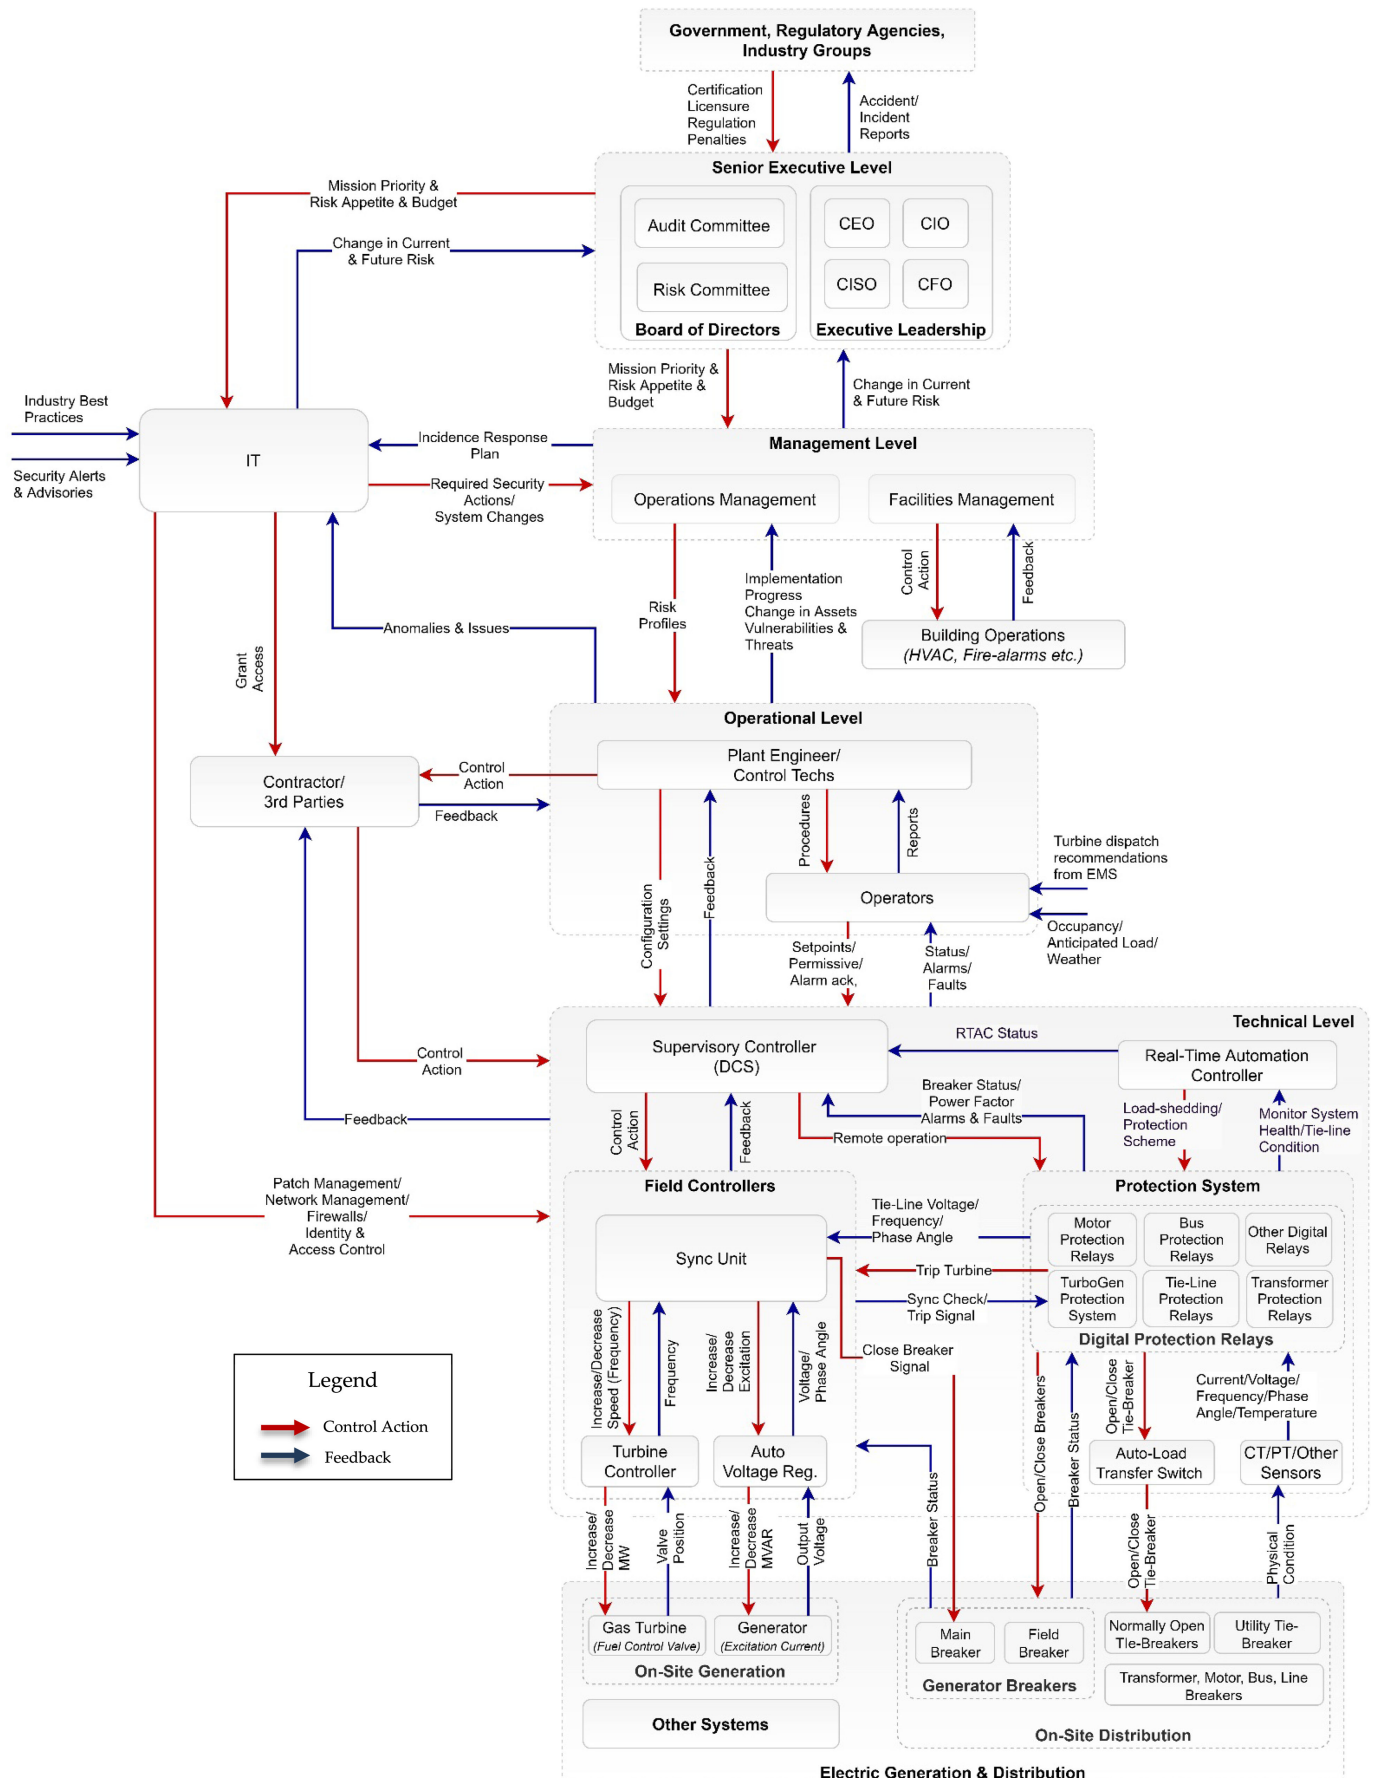 Government, Regulatory Agencies,
Industry Groups
Certification
Licensure
Regulation
Penalties
Accident/
Incident
Reports
Senior Executive Level
Mission Priority &
Risk Appetite & Budget
Audit Committee
Risk Committee
Board of Directors
CEO
CIO
CISO
CFO
Executive Leadership
Change in Current
& Future Risk
Mission Priority &
Risk Appetite &
Budget
Change in Current
& Future Risk
Industry Best
Practices
Security Alerts
& Advisories
IT
Incidence Response
Plan
Required Security
Actions/
System Changes
Management Level
Operations Management
Facilities Management
Control
Action
Feedback
Building Operations
(HVAC, Fire-alarms etc.)
Risk
Profiles
Implementation
Progress
Change in Assets
Vulnerabilities &
Threats
Anomalies & Issues
Grant
Access
Operational Level
Plant Engineer/
Control Techs
Contractor/
3rd Parties
Control
Action
Feedback
Configuration
Settings
Feedback
Procedures
Reports
Operators
Turbine dispatch
recommendations
from EMS
Occupancy/
Anticipated Load/
Weather
Setpoints/
Permissive/
Alarm ack,
Status/
Alarms/
Faults
Technical Level
Supervisory Controller
(DCS)
RTAC Status
Real-Time Automation
Controller
Control
Action
Feedback
Control
Action
Feedback
Breaker Status/
Power Factor
Alarms & Faults
Remote operation
Load-shedding/
Protection
Scheme
Monitor System
Health/Tie-line
Condition
Patch Management/
Network Management/
Firewalls/
Identity &
Access Control
Field Controllers
Sync Unit
Tie-Line Voltage/
Frequency/
Phase Angle
Trip Turbine
Sync Check/
Trip Signal
Close Breaker
Signal
Protection System
Motor
Protection
Relays
Bus
Protection
Relays
Other Digital
Relays
TurboGen
Protection
System
Tie-Line
Protection
Relays
Transformer
Protection
Relays
Digital Protection Relays
Increase/Decrease
Speed (Frequency)
Frequency
Increase/
Decrease
Excitation
Voltage/
Phase Angle
Open/Close Breakers
Breaker Status
Open/Close
Tie-Breaker
Current/Voltage/
Frequency/Phase
Angle/Temperature
Legend
Control Action
Feedback
Turbine
Controller
Auto
Voltage Reg.
Auto-Load
Transfer Switch
CT/PT/Other
Sensors
Increase/
Decrease
MW
Valve
Position
Increase/
Decrease
MVAR
Output
Voltage
Breaker Status
Open/Close
Tie-Breaker
Physical
Condition
Gas Turbine
(Fuel Control Valve)
Generator
(Excitation Current)
On-Site Generation
Main
Breaker
Field
Breaker
Generator Breakers
Normally Open
Tie-Breakers
Utility Tie-
Breaker
Transformer, Motor, Bus, Line
Breakers
Other Systems
On-Site Distribution
Electric Generation & Distribution